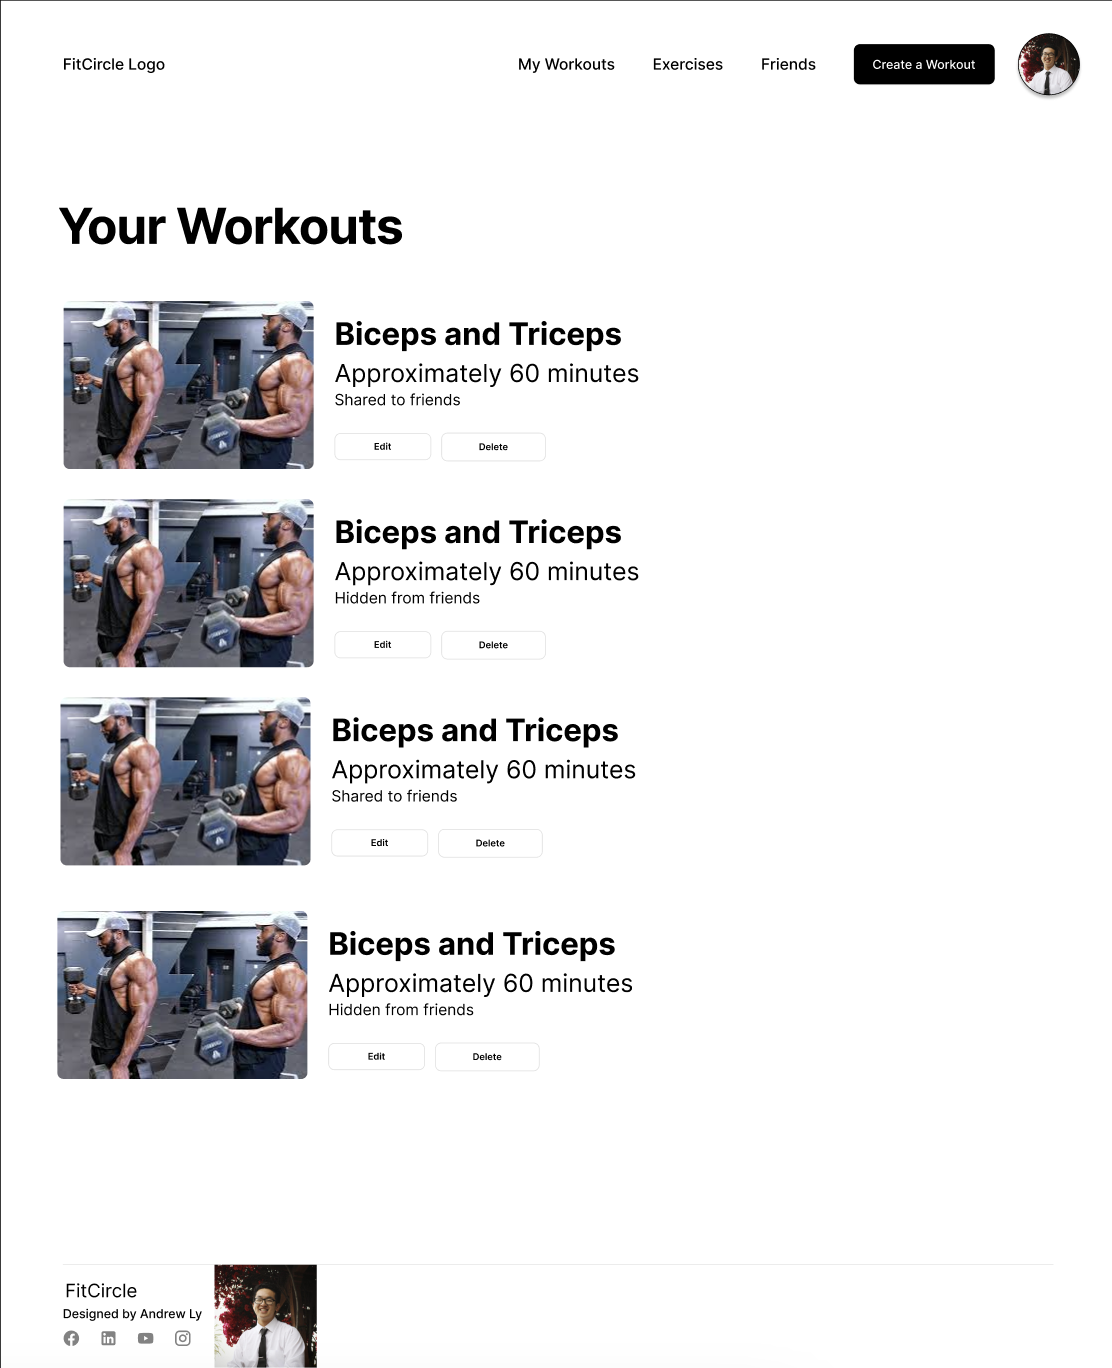 FitCircle Logo
My Workouts
Exercises
Friends
Create a Workout
Your Workouts
Biceps and Triceps
Approximately 60 minutes
Shared to friends
Edit
Delete
Biceps and Triceps
Approximately 60 minutes
Hidden from friends
Edit
Delete
Biceps and Triceps
Approximately 60 minutes
Shared to friends
Edit
Delete
Biceps and Triceps
Approximately 60 minutes
Hidden from friends
Edit
Delete
FitCircle
Designed by Andrew Ly